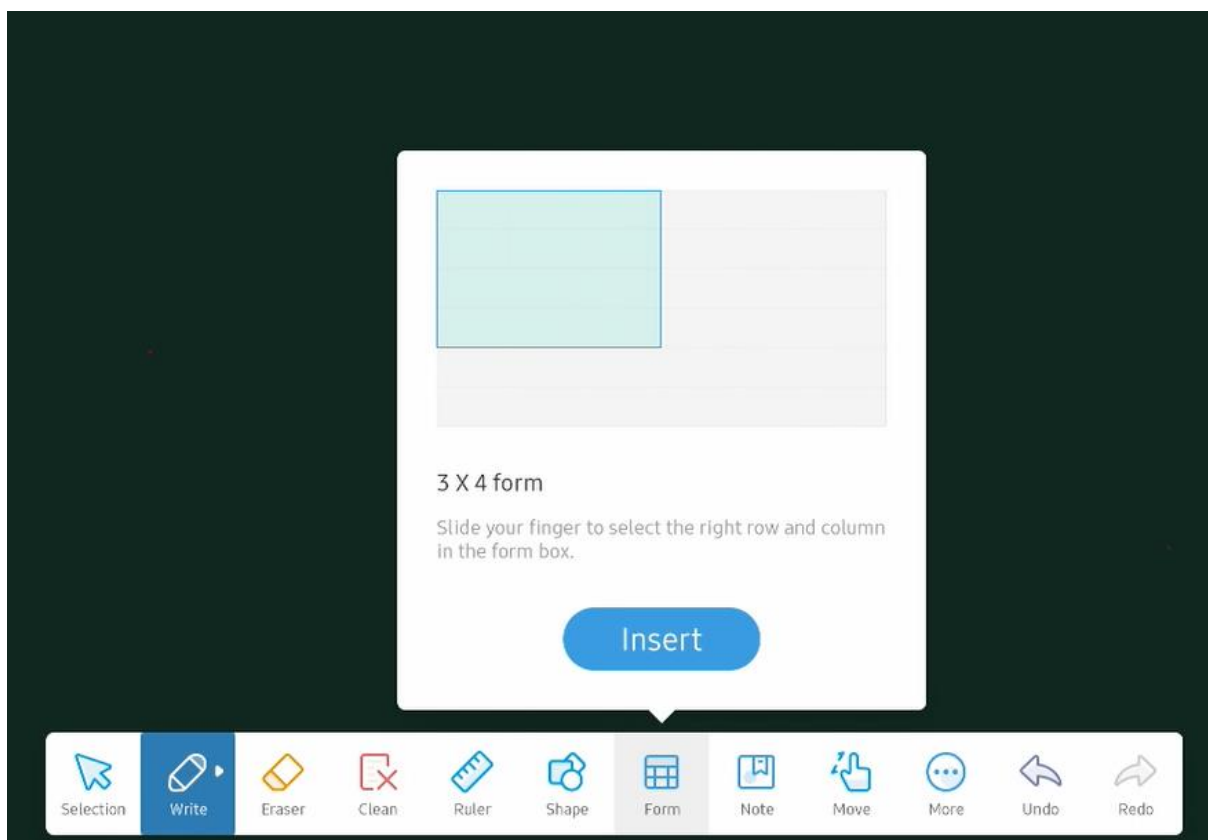 3 X 4 form
Slide your finger to select the right row and column
in the form box.
Insert
Selection
Write
Eraser
Clean
Ruler
Shape
Form
Note
Move
More
Undo
Redo